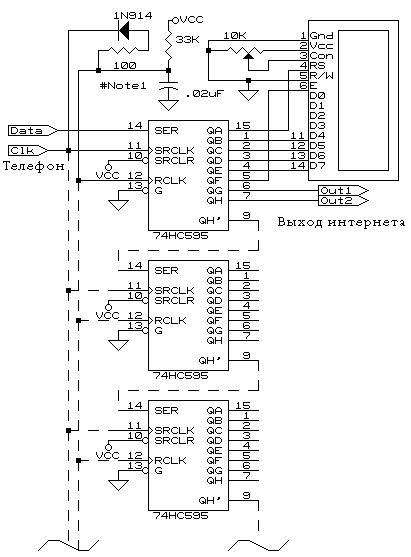 1N914
VCC
33K
10K
1 Gnd
2 Vcc
3 Con
4 RS
5 R/W
6 E
D0
D1
D2
D3
11 D4
12 D5
13 D6
14 D7
100
#Note1
.02uF
Data
14 SER QA 15
QB 1
Clk
11 SRCLK QC 2
Телефон
10 SRCLR QD 3
VCC
QE 4
12 RCLK QF 5
13 G QG 6
Out1
QH 7
Out2
QH' 9
Выход интернета
74HC595
14 SER QA 15
QB 1
11 SRCLK QC 2
10 SRCLR QD 3
VCC
QE 4
12 RCLK QF 5
13 G QG 6
QH 7
QH' 9
74HC595
14 SER QA 15
QB 1
11 SRCLK QC 2
10 SRCLR QD 3
VCC
QE 4
12 RCLK QF 5
13 G QG 6
QH 7
QH' 9
74HC595